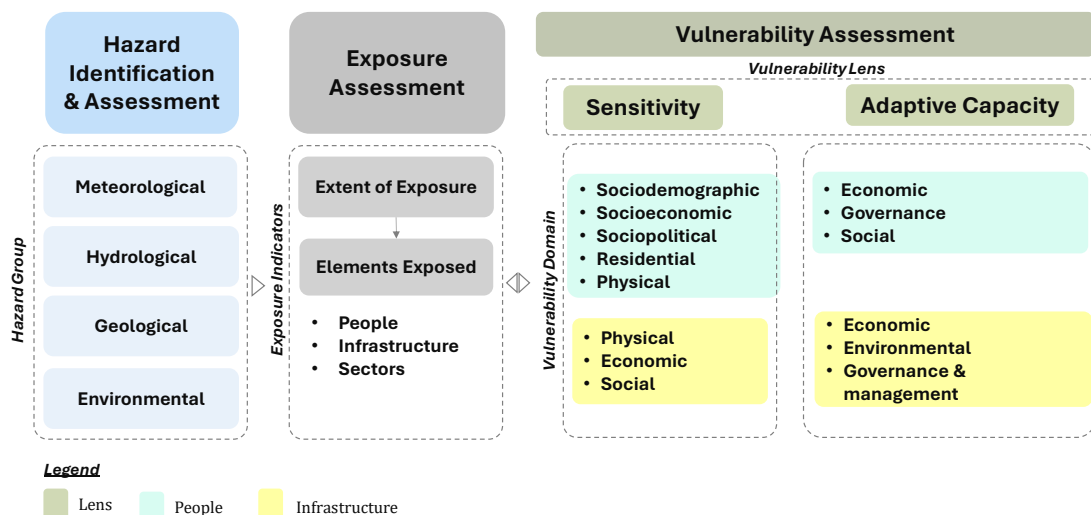 Hazard
Identification
& Assessment
Hazard Group
Meteorological
Hydrological
Geological
Environmental
Exposure
Assessment
Exposure Indicators
Extent of Exposure
Elements Exposed
• People
• Infrastructure
• Sectors
Vulnerability Assessment
Vulnerability Lens
Sensitivity
Adaptive Capacity
Vulnerability Domain
• Sociodemographic
• Socioeconomic
• Sociopolitical
• Residential
• Physical
• Physical
• Economic
• Social
• Economic
• Governance
• Social
• Economic
• Environmental
• Governance &
management
Legend
Lens
People
Infrastructure